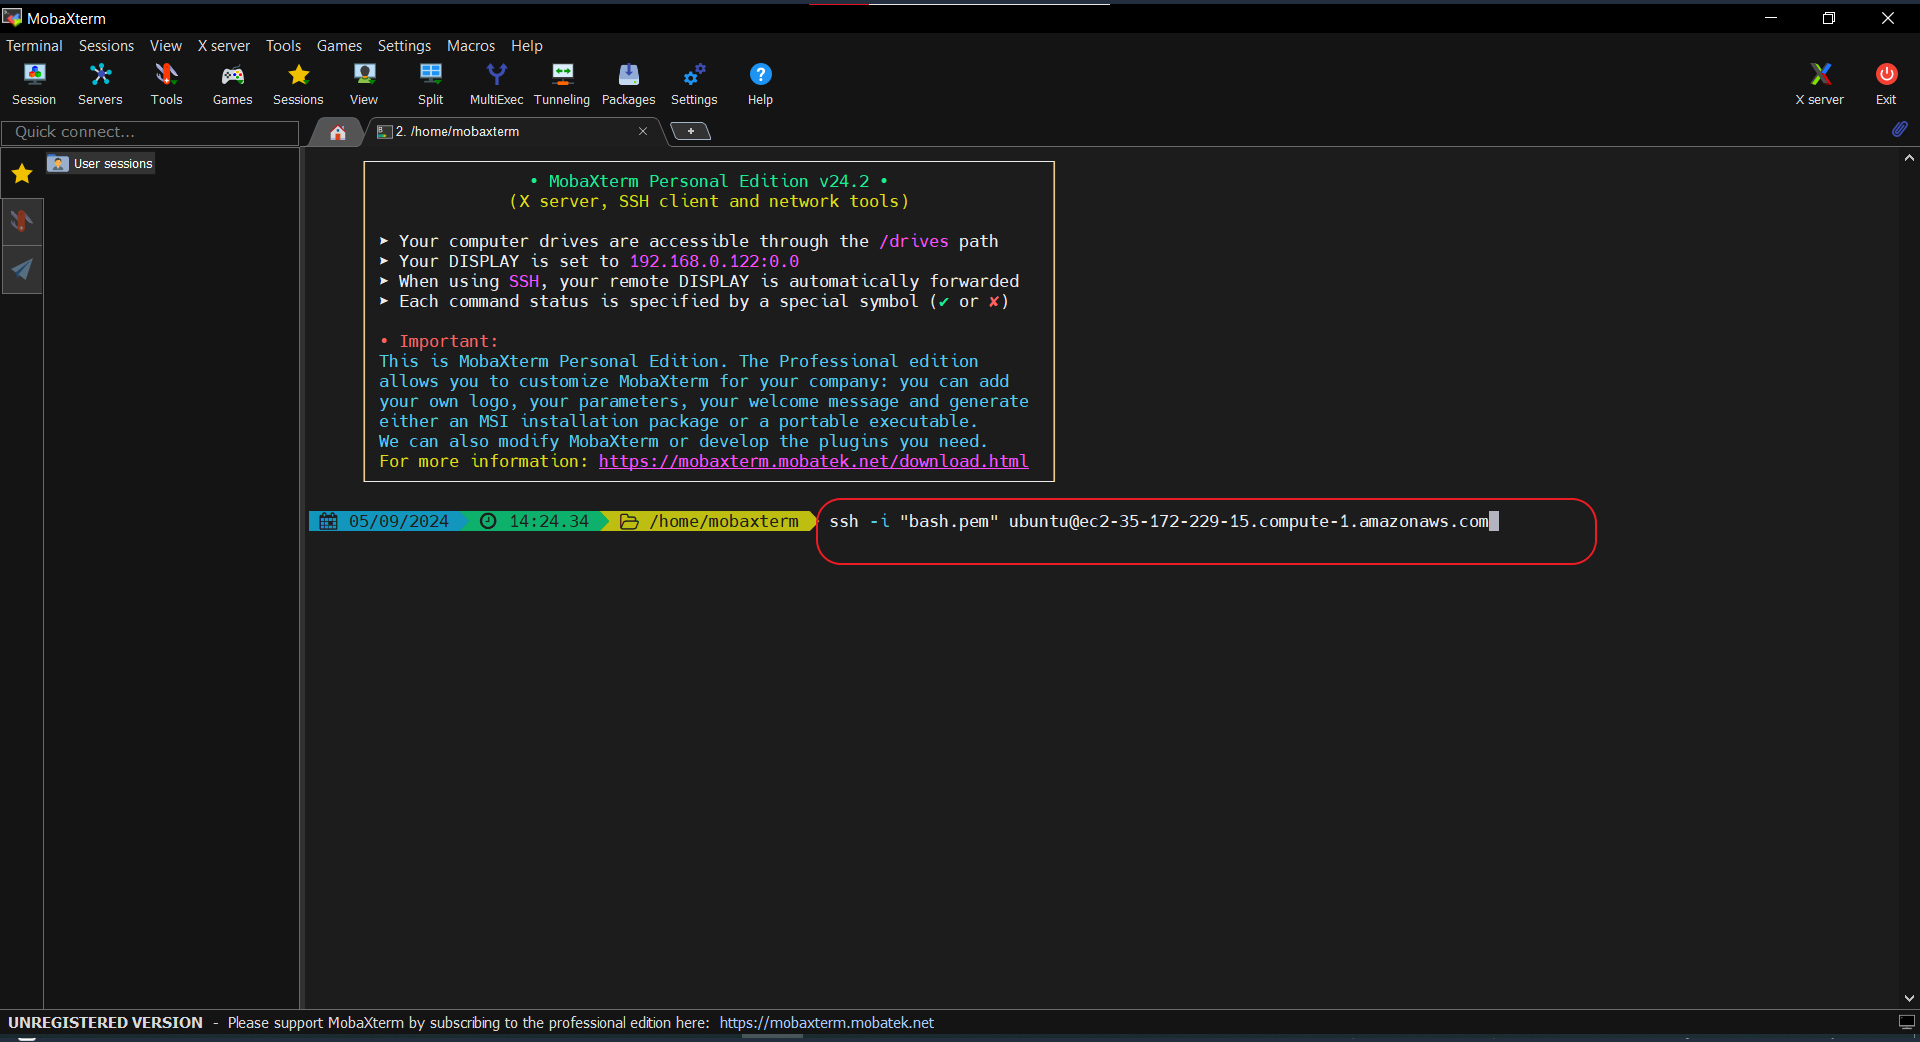 MobaXterm
Terminal Sessions View X server Tools Games Settings Macros Help
Session Servers Tools Games Sessions View Split MultiExec Tunneling Packages Settings Help X server Exit
Quick connect...
2. /home/mobaxterm
User sessions
• MobaXterm Personal Edition v24.2 •
(X server, SSH client and network tools)
➤ Your computer drives are accessible through the /drives path
➤ Your DISPLAY is set to 192.168.0.122:0.0
➤ When using SSH, your remote DISPLAY is automatically forwarded
➤ Each command status is specified by a special symbol (✔ or ✘)
• Important:
This is MobaXterm Personal Edition. The Professional edition
allows you to customize MobaXterm for your company: you can add
your own logo, your parameters, your welcome message and generate
either an MSI installation package or a portable executable.
We can also modify MobaXterm or develop the plugins you need.
For more information: https://mobaxterm.mobatek.net/download.html
05/09/2024 14:24.34 /home/mobaxterm ssh -i "bash.pem" ubuntu@ec2-35-172-229-15.compute-1.amazonaws.com
UNREGISTERED VERSION - Please support MobaXterm by subscribing to the professional edition here: https://mobaxterm.mobatek.net